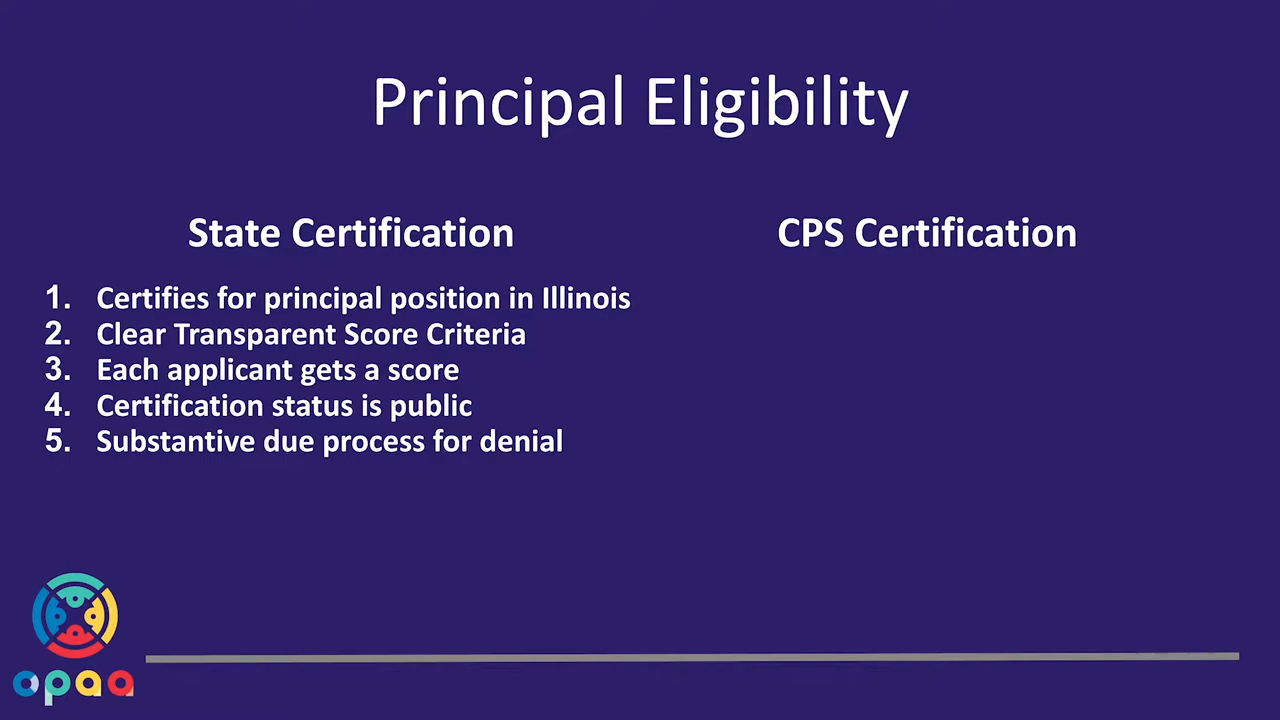 Principal Eligibility
State Certification
1. Certifies for principal position in Illinois
2. Clear Transparent Score Criteria
3. Each applicant gets a score
4. Certification status is public
5. Substantive due process for denial
CPS Certification
cpaa